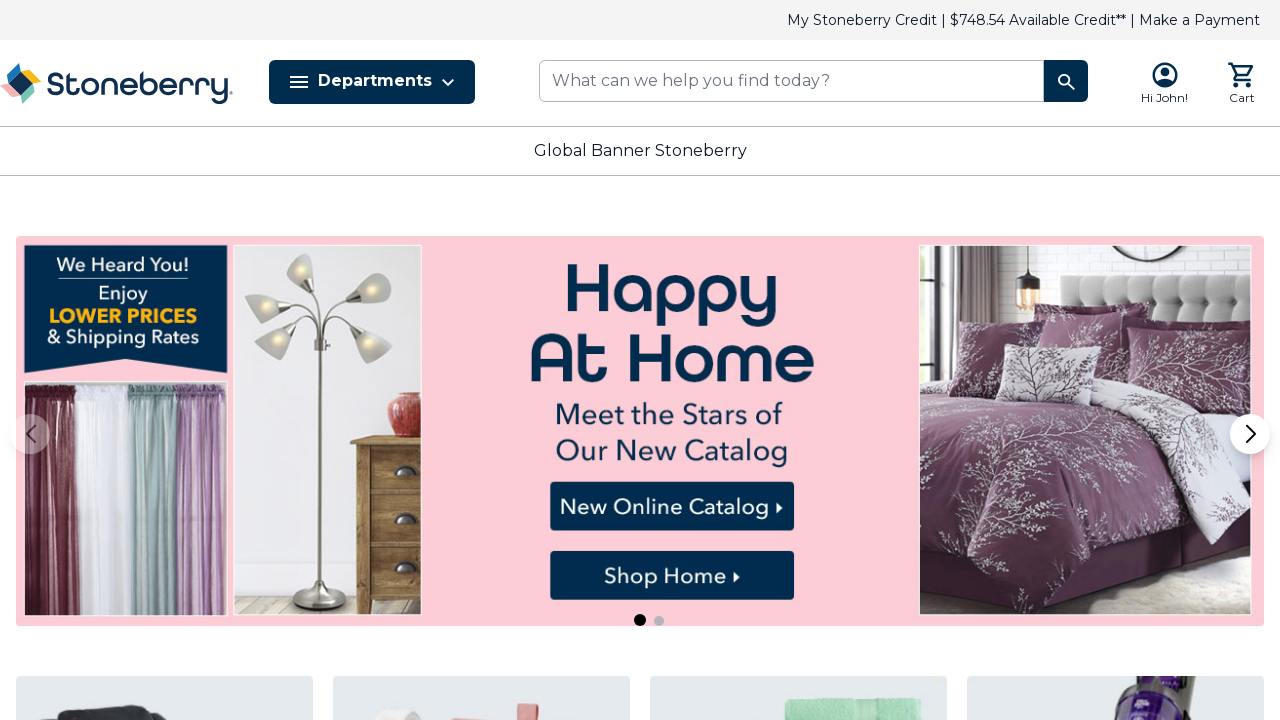 My Stoneberry Credit | $748.54 Available Credit** | Make a Payment
Stoneberry
Departments
What can we help you find today?
Hi John!
Cart
Global Banner Stoneberry
We Heard You!
Enjoy
LOWER PRICES
& Shipping Rates
Happy
At Home
Meet the Stars of
Our New Catalog
New Online Catalog
Shop Home